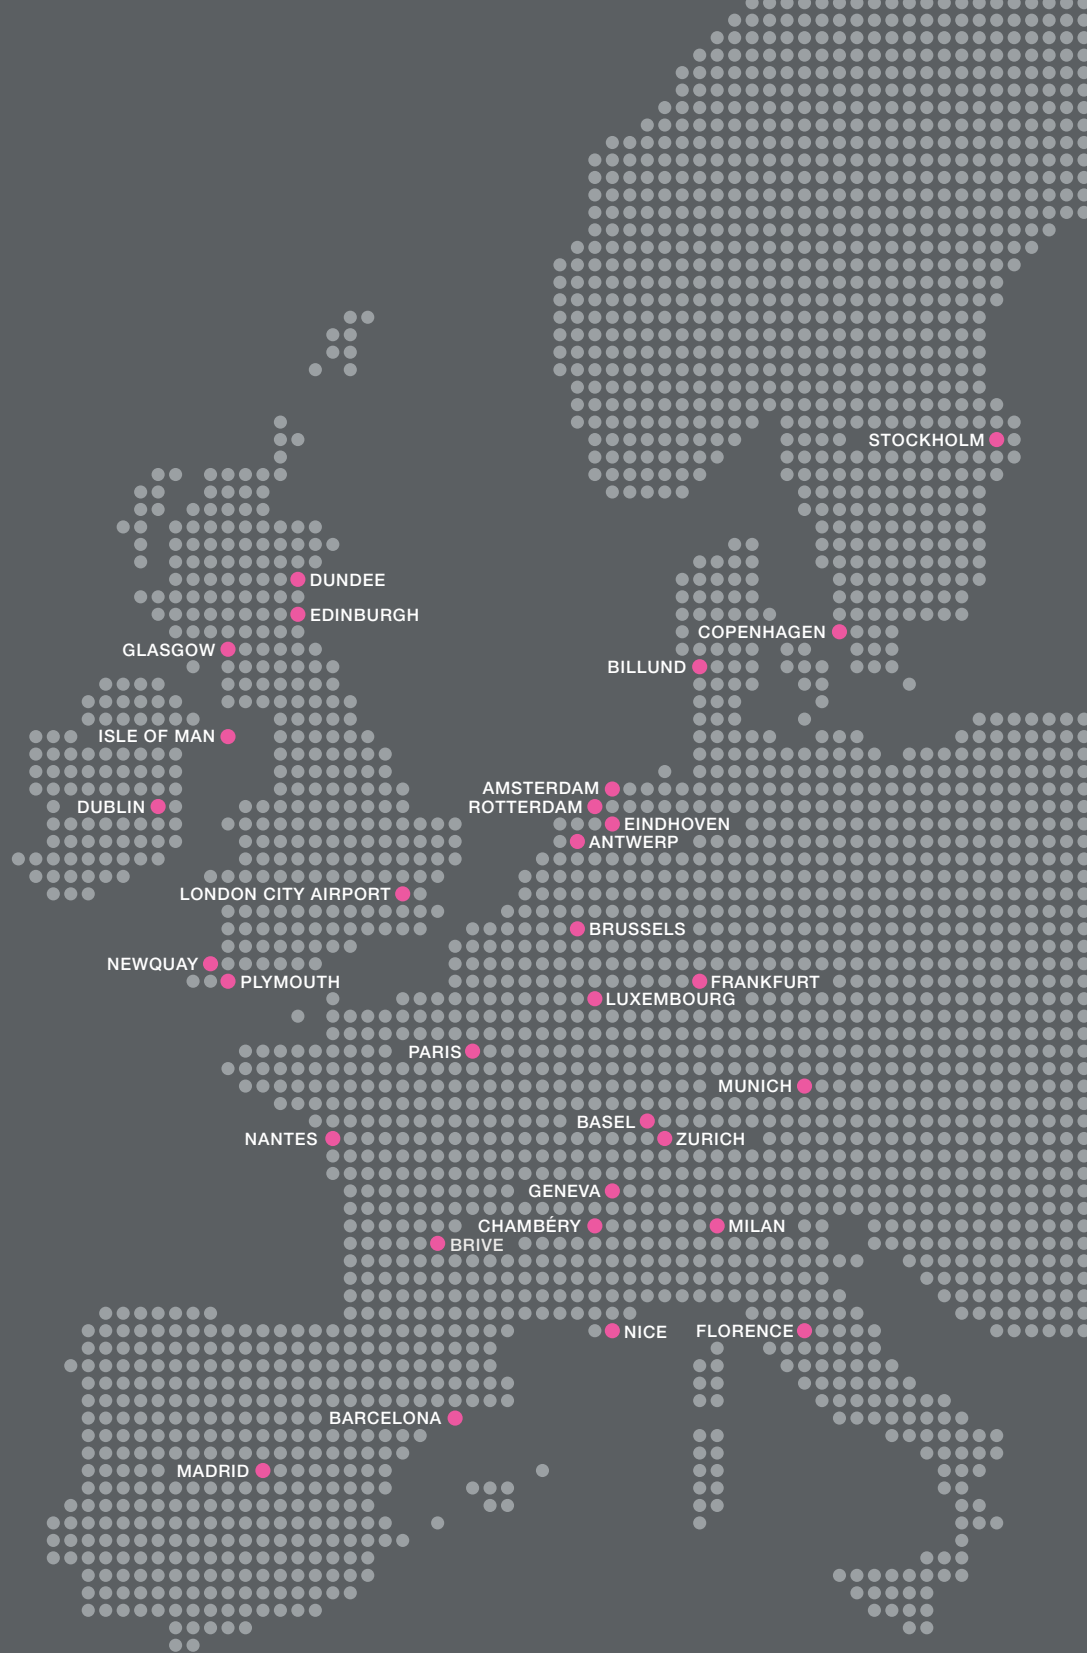 STOCKHOLM
DUNDEE
EDINBURGH
COPENHAGEN
GLASGOW
BILLUND
ISLE OF MAN
AMSTERDAM
DUBLIN
ROTTERDAM
EINDHOVEN
ANTWERP
LONDON CITY AIRPORT
BRUSSELS
NEWQUAY
PLYMOUTH
FRANKFURT
LUXEMBOURG
PARIS
MUNICH
BASEL
NANTES
ZURICH
GENEVA
CHAMBÉRY
MILAN
BRIVE
NICE
FLORENCE
BARCELONA
MADRID